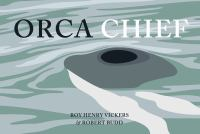 ORCA CHIEF
ROY HENRY VICKERS
& ROBERT BUDD